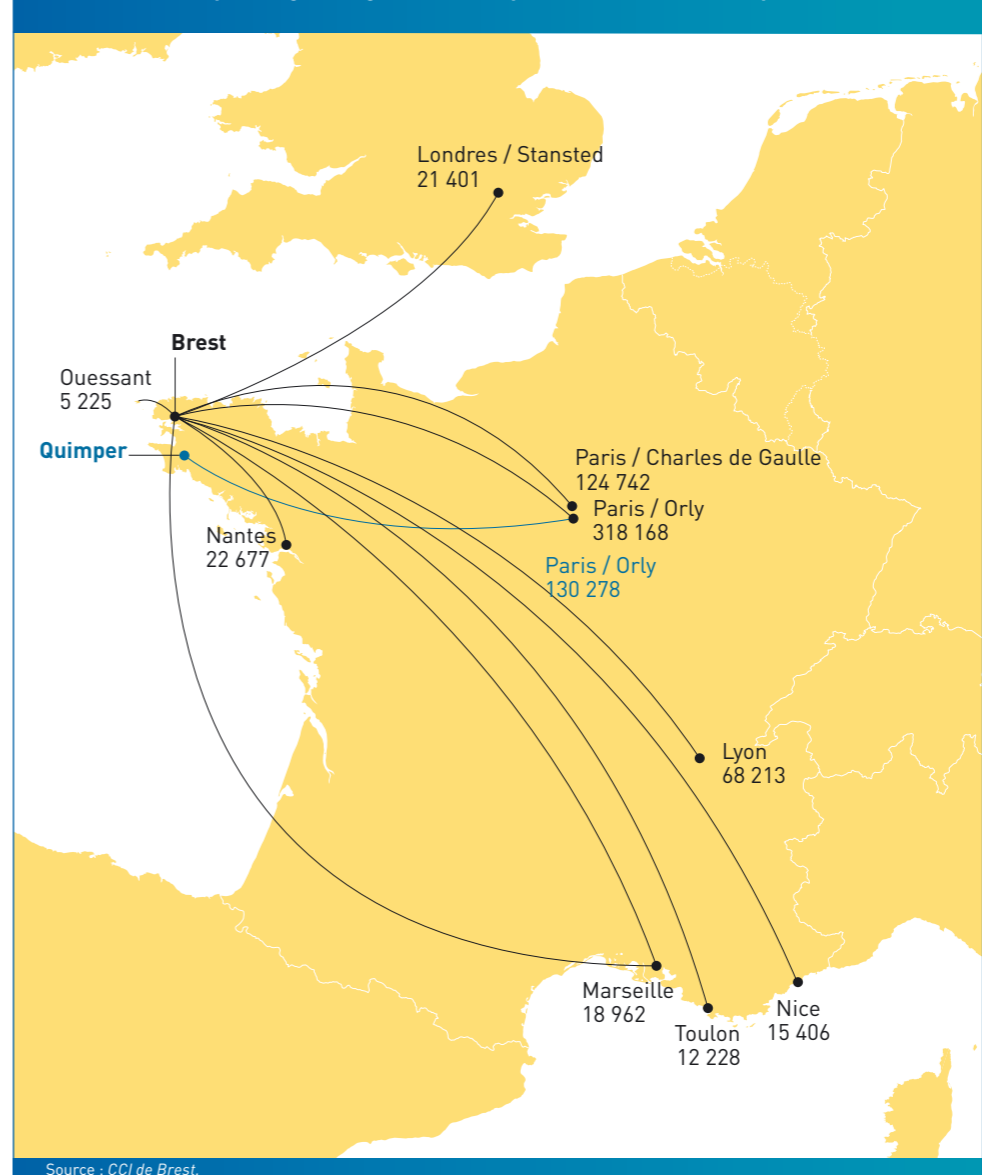 Londres / Stansted
21 401
Brest
Ouessant
5 225
Quimper
Paris / Charles de Gaulle
124 742
Paris / Orly
318 168
Nantes
22 677
Paris / Orly
130 278
Lyon
68 213
Marseille
18 962
Nice
15 406
Toulon
12 228
Source : CCI de Brest.